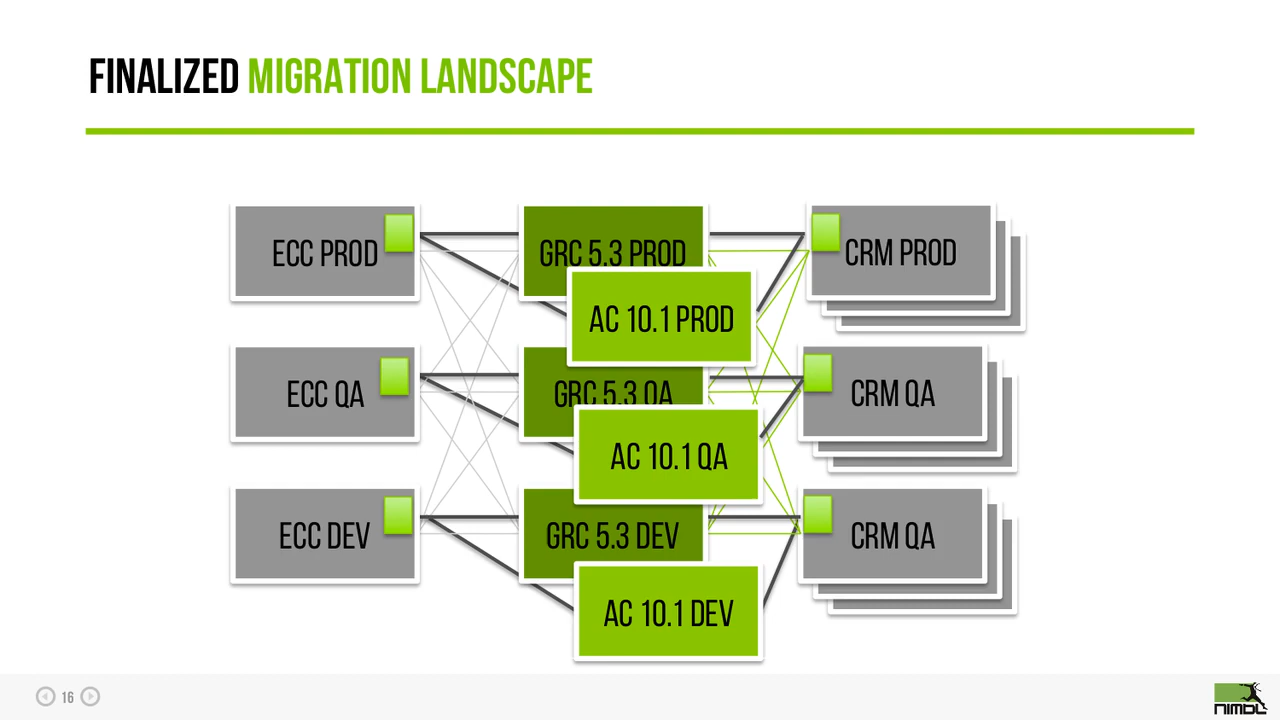 FINALIZED MIGRATION LANDSCAPE
ECC PROD
GRC 5.3 PROD
CRM PROD
AC 10.1 PROD
ECC QA
GRC 5.3 QA
CRM QA
AC 10.1 QA
ECC DEV
GRC 5.3 DEV
CRM QA
AC 10.1 DEV
16
NIMBL